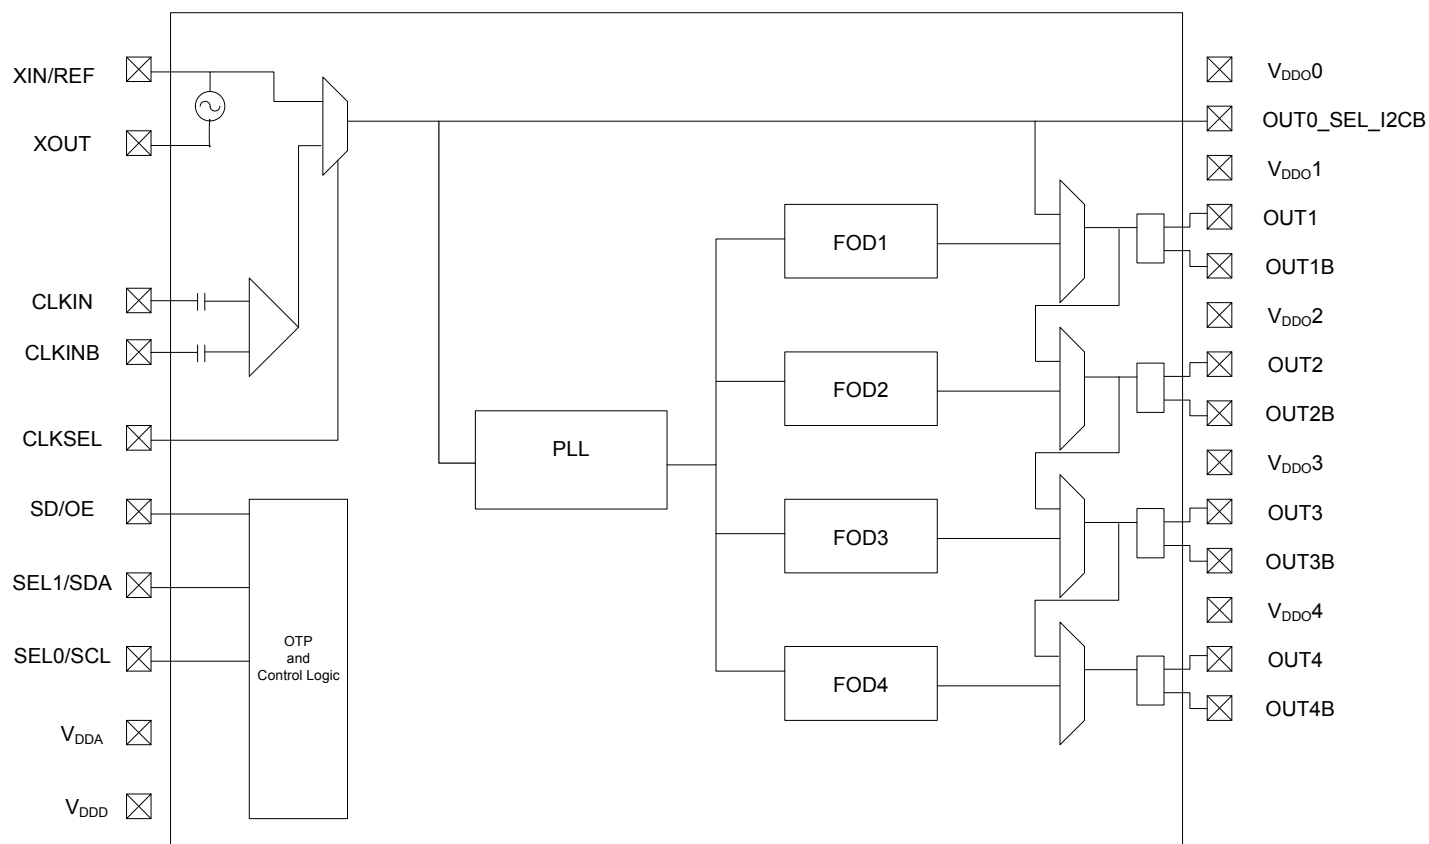 XIN/REF
XOUT
CLKIN
CLKINB
CLKSEL
SD/OE
SEL1/SDA
SEL0/SCL
VDDA
VDDD
OTP
and
Control Logic
PLL
FOD1
FOD2
FOD3
FOD4
VDDO0
OUT0_SEL_I2CB
VDDO1
OUT1
OUT1B
VDDO2
OUT2
OUT2B
VDDO3
OUT3
OUT3B
VDDO4
OUT4
OUT4B